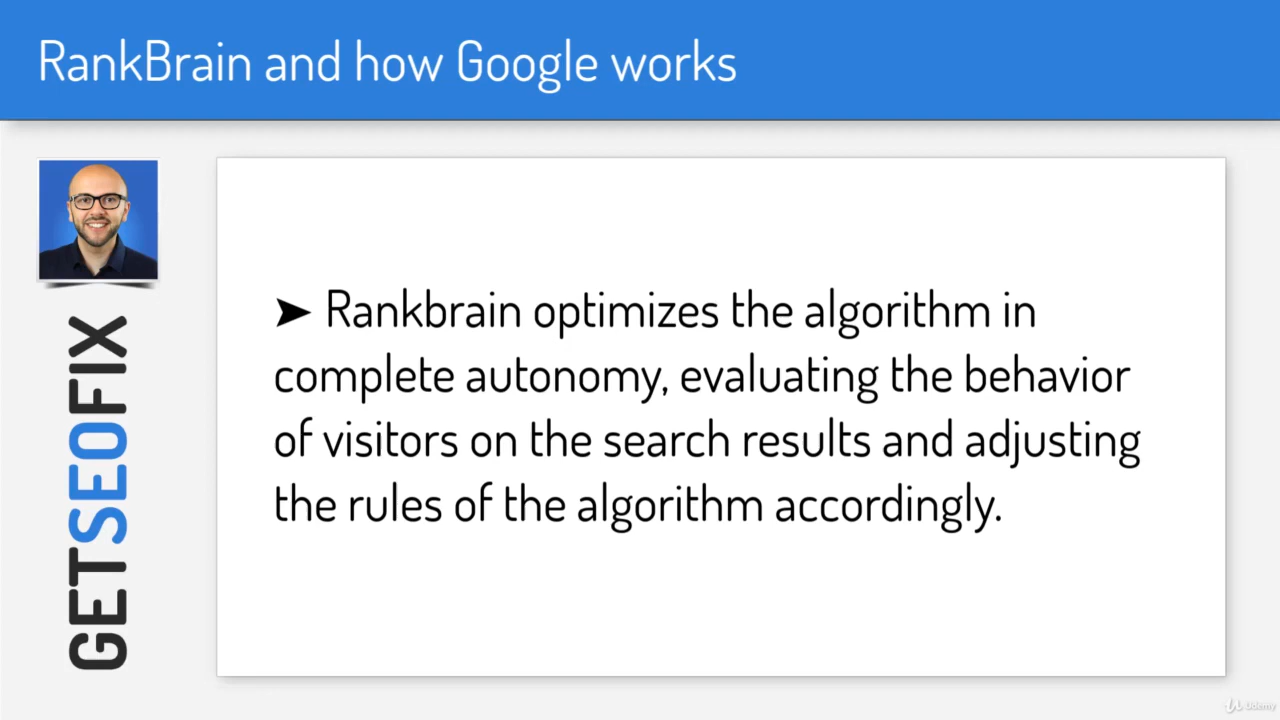 RankBrain and how Google works
GETSEOFIX
➤ Rankbrain optimizes the algorithm in
complete autonomy, evaluating the behavior
of visitors on the search results and adjusting
the rules of the algorithm accordingly.
Udemy